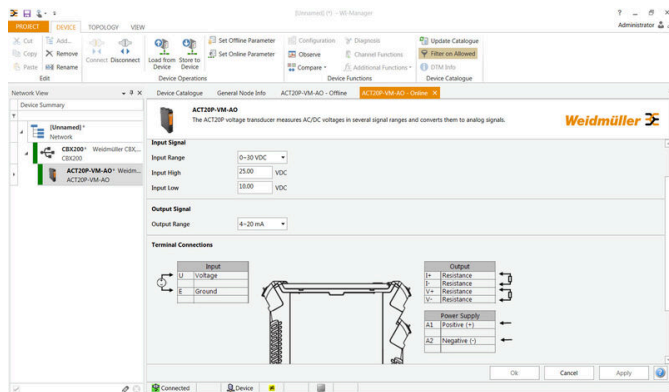 [Unnamed] (*) - WI-Manager
PROJECT DEVICE TOPOLOGY VIEW
Administrator
Cut Add...
Copy Remove
Paste Rename
Edit
Connect Disconnect
Load from Device Store to Device
Set Offline Parameter
Set Online Parameter
Device Operations
Configuration Diagnosis
Observe Channel Functions
Compare Additional Functions
Device Functions
Update Catalogue
Filter on Allowed
DTM Info
Device Catalogue
Network View
Device Summary
[Unnamed]*
Network
CBX200* Weidmüller CBX...
CBX200
ACT20P-VM-AO* Weidm...
ACT20P-VM-AO
Device Catalogue General Node Info ACT20P-VM-AO - Offline ACT20P-VM-AO - Online
ACT20P-VM-AO
The ACT20P voltage transducer measures AC/DC voltages in several signal ranges and converts them to analog signals.
Weidmüller
Input Signal
Input Range 0~30 VDC
Input High 25.00 VDC
Input Low 10.00 VDC
Output Signal
Output Range 4~20 mA
Terminal Connections
Input
U Voltage
E Ground
Output
I+ Resistance
I- Resistance
V+ Resistance
V- Resistance
Power Supply
A1 Positive (+)
A2 Negative (-)
Ok Cancel Apply
Connected Device